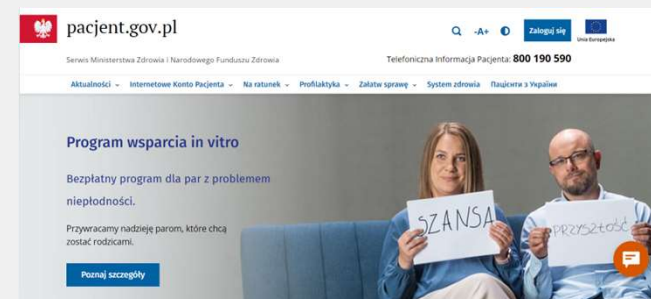 pacjent.gov.pl
-A+
Zaloguj się
Unia Europejska
Serwis Ministerstwa Zdrowia i Narodowego Funduszu Zdrowia
Telefoniczna Informacja Pacjenta: 800 190 590
Aktualności
Internetowe Konto Pacjenta
Na ratunek
Profilaktyka
Załatw sprawę
System zdrowia
Пацієнти з України
Program wsparcia in vitro
Bezpłatny program dla par z problemem
niepłodności.
Przywracamy nadzieję parom, które chcą
zostać rodzicami.
Poznaj szczegóły
SZANSA
PRZYSZŁOŚĆ